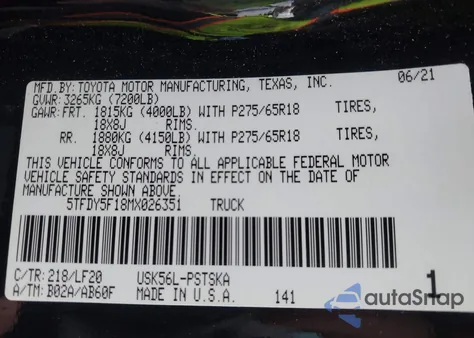 MFD.BY:TOYOTA MOTOR MANUFACTURING, TEXAS, INC. 06/21
GVWR:3265KG (7200LB)
GAWR:FRT. 1815KG (4000LB) WITH P275/65R18 TIRES,
18X8J RIMS.
RR. 1880KG (4150LB) WITH P275/65R18 TIRES,
18X8J RIMS.
THIS VEHICLE CONFORMS TO ALL APPLICABLE FEDERAL MOTOR
VEHICLE SAFETY STANDARDS IN EFFECT ON THE DATE OF
MANUFACTURE SHOWN ABOVE.
5TFDY5F18MX026351 TRUCK
C/TR:218/LF20 USK56L-PSTSKA 1
A/TM:B02A/AB60F MADE IN U.S.A. 141
autoSnap